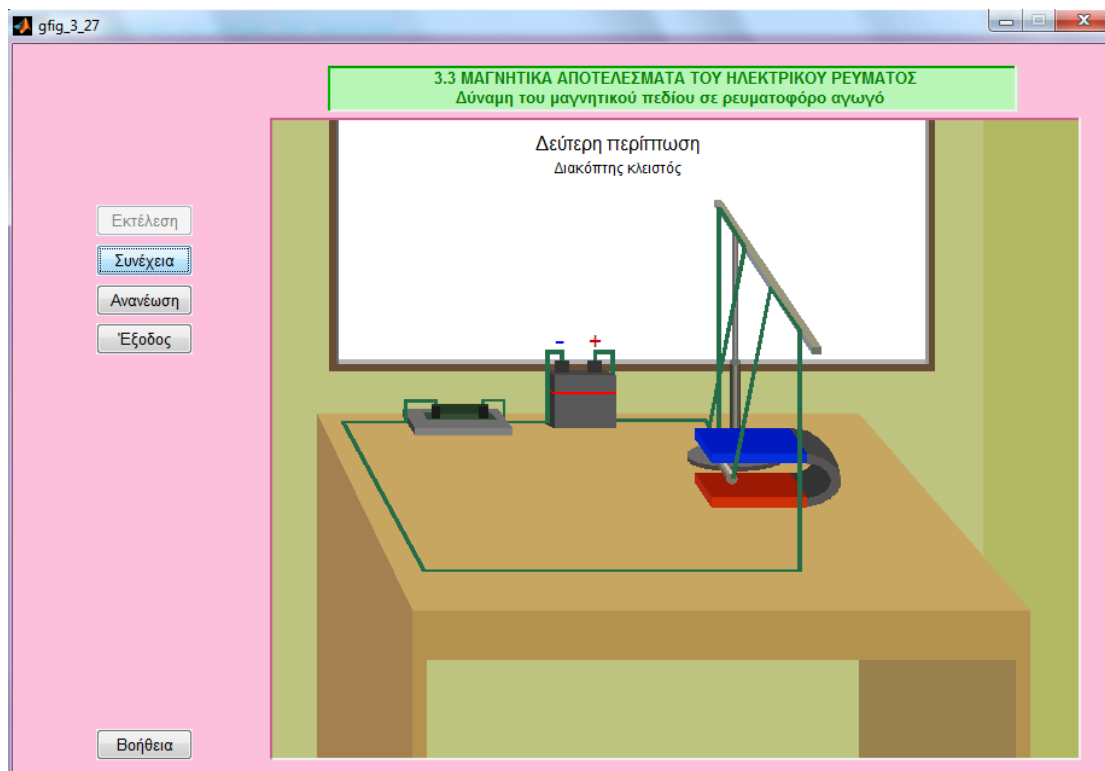 gfig_3_27
3.3 ΜΑΓΝΗΤΙΚΑ ΑΠΟΤΕΛΕΣΜΑΤΑ ΤΟΥ ΗΛΕΚΤΡΙΚΟΥ ΡΕΥΜΑΤΟΣ
Δύναμη του μαγνητικού πεδίου σε ρευματοφόρο αγωγό
Δεύτερη περίπτωση
Διακόπτης κλειστός
Εκτέλεση
Συνέχεια
Ανανέωση
Έξοδος
- +
Βοήθεια